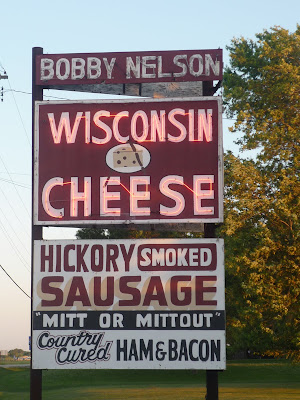 BOBBY NELSON
WISCONSIN
CHEESE
HICKORY SMOKED
SAUSAGE
"MITT OR MITTOUT"
Country Cured HAM & BACON